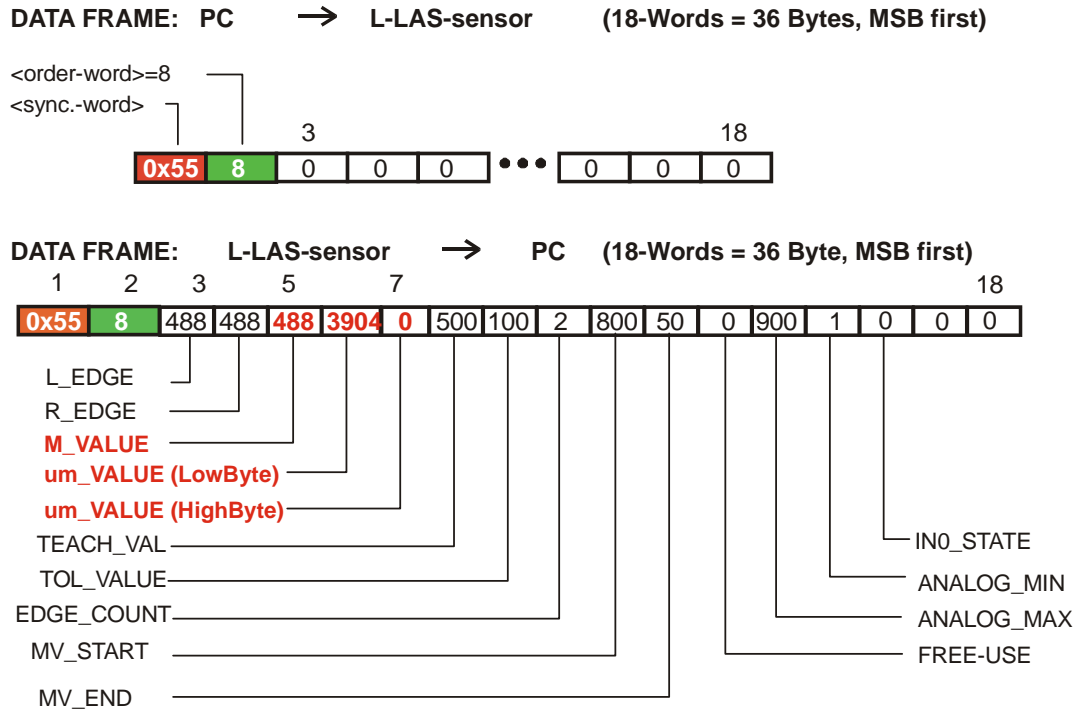 DATA FRAME: PC → L-LAS-sensor (18-Words = 36 Bytes, MSB first)
<order-word>=8
<sync.-word>
3 18
0x55 8 0 0 0 ••• 0 0 0
DATA FRAME: L-LAS-sensor → PC (18-Words = 36 Byte, MSB first)
1 2 3 5 7 18
0x55 8 488 488 488 3904 0 500 100 2 800 50 0 900 1 0 0 0
L_EDGE
R_EDGE
M_VALUE
um_VALUE (LowByte)
um_VALUE (HighByte)
TEACH_VAL
TOL_VALUE
EDGE_COUNT
MV_START
MV_END
IN0_STATE
ANALOG_MIN
ANALOG_MAX
FREE-USE